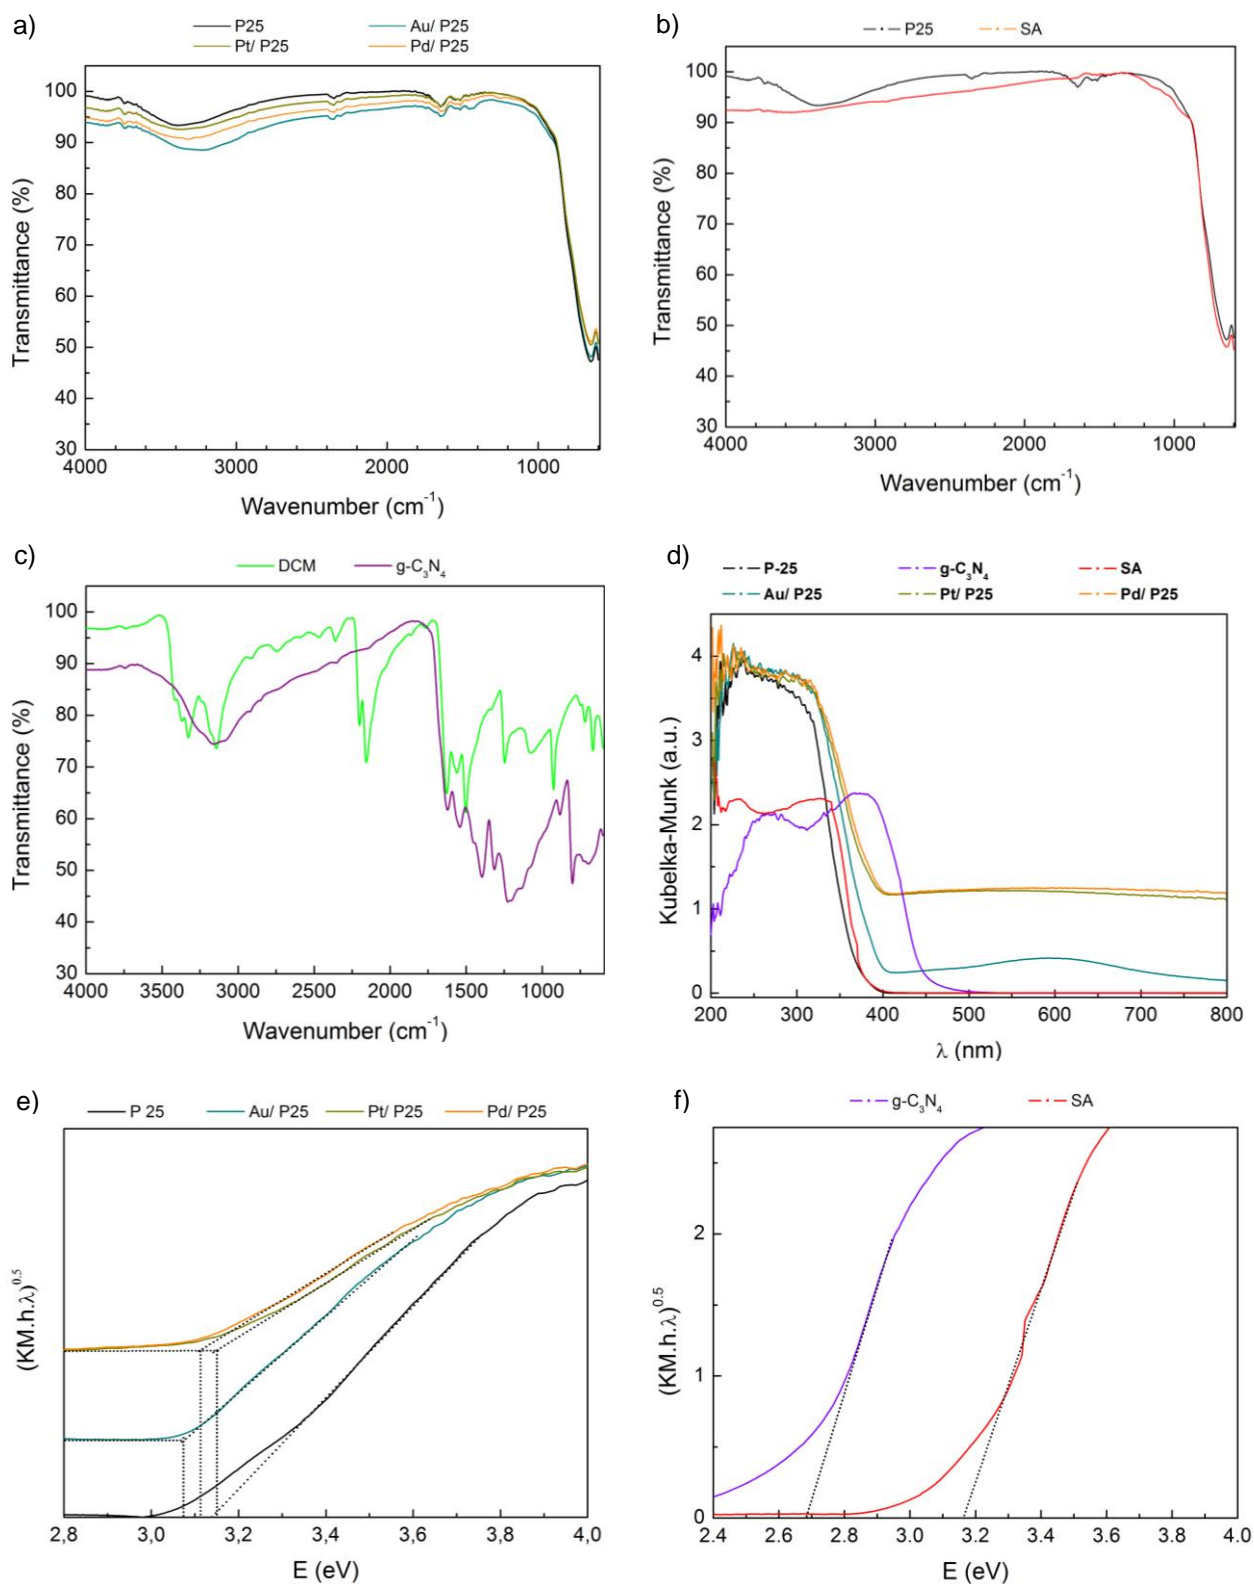 a)
P25
Au/ P25
Pt/ P25
Pd/ P25
100
90
80
70
60
50
40
30
Transmittance (%)
4000 3000 2000 1000
Wavenumber (cm⁻¹)
b)
P25 SA
100
90
80
70
60
50
40
30
Transmittance (%)
4000 3000 2000 1000
Wavenumber (cm⁻¹)
c)
DCM g-C₃N₄
100
90
80
70
60
50
40
30
Transmittance (%)
4000 3500 3000 2500 2000 1500 1000
Wavenumber (cm⁻¹)
d)
P-25 g-C₃N₄ SA
Au/ P25 Pt/ P25 Pd/ P25
4
3
2
1
0
Kubelka-Munk (a.u.)
200 300 400 500 600 700 800
λ (nm)
e)
P 25 Au/ P25 Pt/ P25 Pd/ P25
(KM.h.λ)⁰·⁵
2,8 3,0 3,2 3,4 3,6 3,8 4,0
E (eV)
f)
g-C₃N₄ SA
2
1
0
(KM.h.λ)⁰·⁵
2.4 2.6 2.8 3.0 3.2 3.4 3.6 3.8 4.0
E (eV)